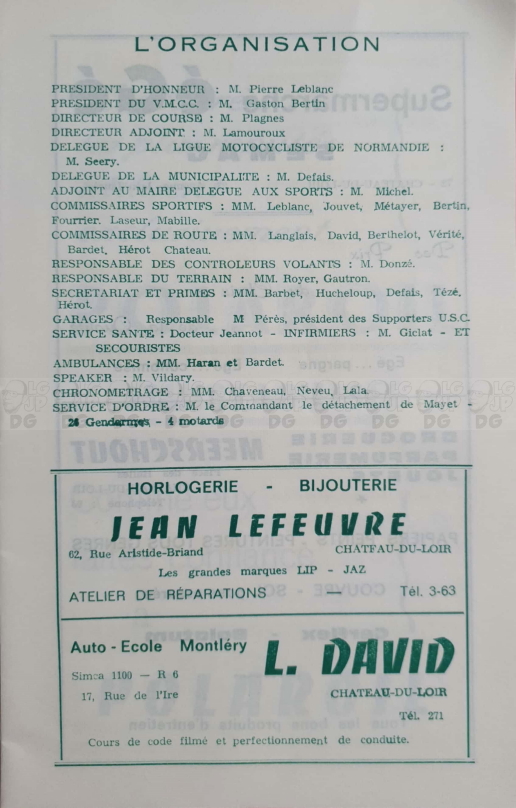 L'ORGANISATION
PRESIDENT D'HONNEUR : M. Pierre Leblanc
PRESIDENT DU V.M.C.C. : M. Gaston Bertin
DIRECTEUR DE COURSE : M. Plagnes
DIRECTEUR ADJOINT : M. Lamouroux
DELEGUE DE LA LIGUE MOTOCYCLISTE DE NORMANDIE :
M. Seery.
DELEGUE DE LA MUNICIPALITE : M. Defais.
ADJOINT AU MAIRE DELEGUE AUX SPORTS : M. Michel.
COMMISSAIRES SPORTIFS : MM. Leblanc, Jouvet, Métayer, Bertin,
Fourrier. Laseur, Mabille.
COMMISSAIRES DE ROUTE : MM. Langlais, David, Berthelot, Vérité,
Bardet, Hérot Chateau.
RESPONSABLE DES CONTROLEURS VOLANTS : M. Donzé.
RESPONSABLE DU TERRAIN : MM. Royer, Gautron.
SECRETARIAT ET PRIMES : MM. Barbet, Hucheloup, Defais, Tézé,
Hérot.
GARAGES : Responsable M Pérès, président des Supporters U.S.C.
SERVICE SANTE : Docteur Jeannot - INFIRMIERS : M. Giclat - ET
SECOURISTES
AMBULANCES : MM. Haran et Bardet.
SPEAKER : M. Vildary.
CHRONOMETRAGE : MM. Chaveneau, Neveu, Lala
SERVICE D'ORDRE : M. le Commandant le détachement de Mayet -
Gendarmes - 4 motards
HORLOGERIE - BIJOUTERIE
JEAN LEFEUVRE
62, Rue Aristide-Briand CHATEAU-DU-LOIR
Les grandes marques LIP - JAZ
ATELIER DE RÉPARATIONS — Tél. 3-63
Auto-Ecole Montléry L. DAVID
Simca 1100 — R 6
17, Rue de l'Ire CHATEAU-DU-LOIR
Tél. 271
Cours de code filmé et perfectionnement de conduite.